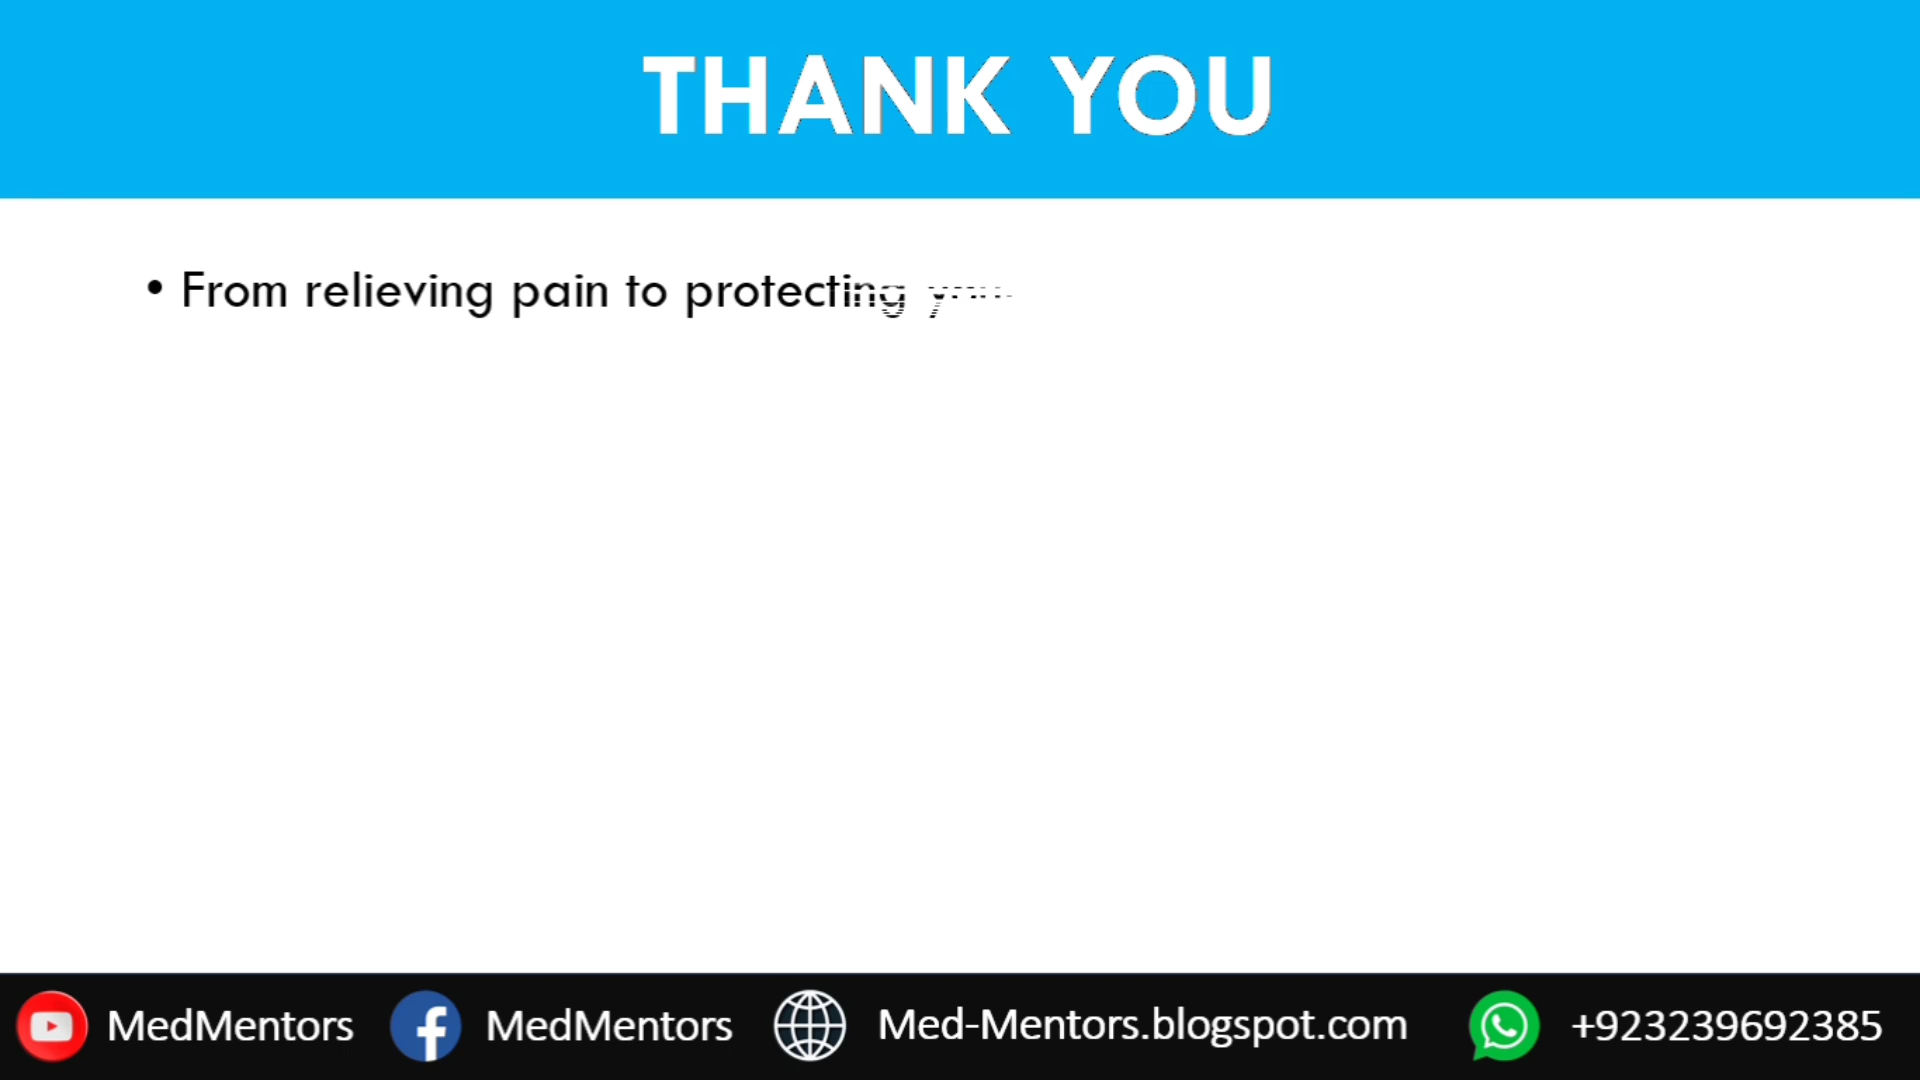 THANK YOU
• From relieving pain to protecting
MedMentors
MedMentors
Med-Mentors.blogspot.com
+923239692385